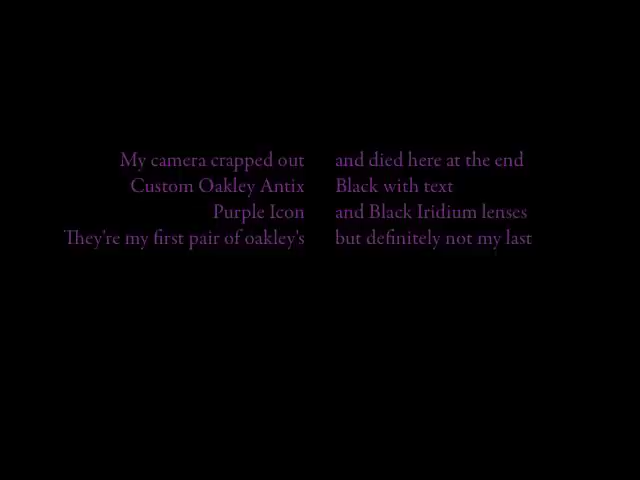 My camera crapped out and died here at the end
Custom Oakley Antix Black with text
Purple Icon and Black Iridium lenses
They're my first pair of oakley's but definitely not my last